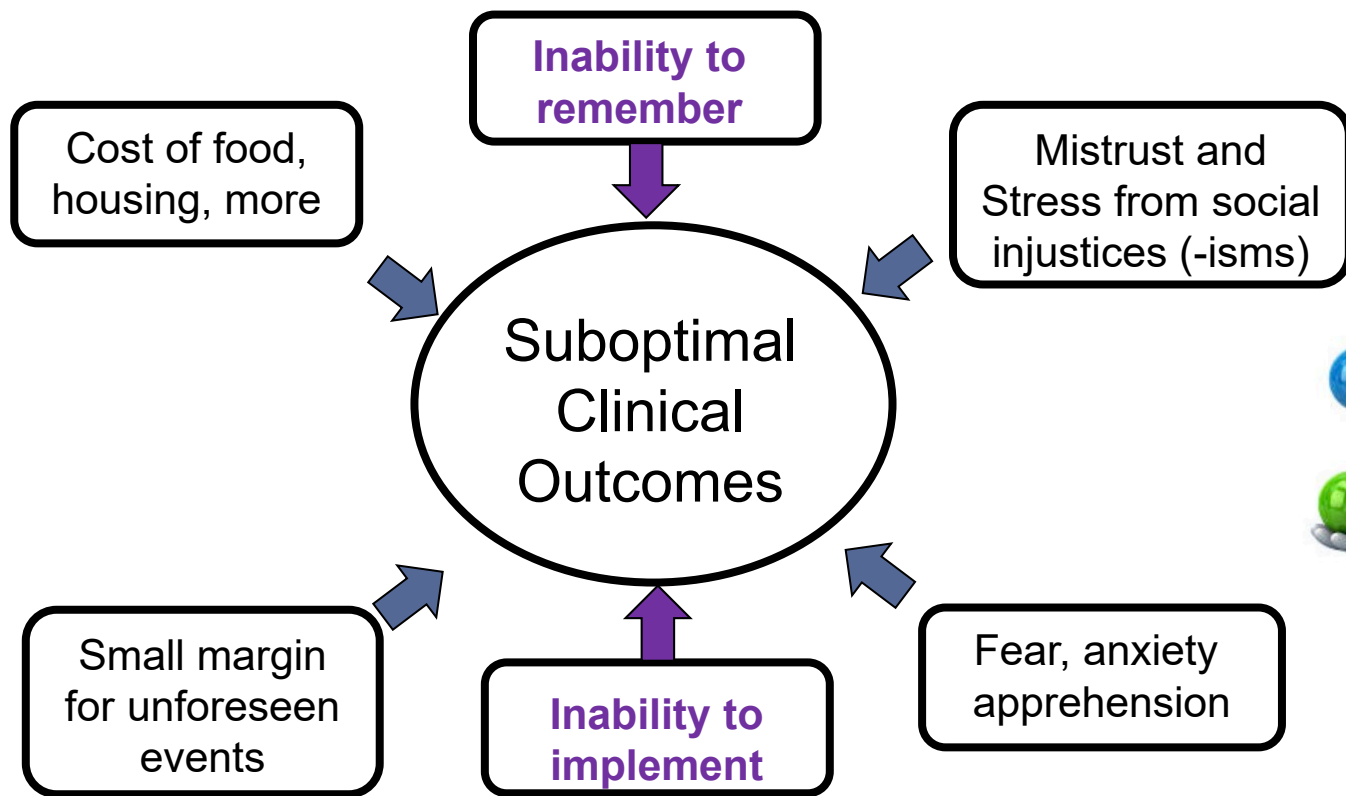 Inability to
remember
Cost of food,
housing, more
Mistrust and
Stress from social
injustices (-isms)
Suboptimal
Clinical
Outcomes
Small margin
for unforeseen
events
Inability to
implement
Fear, anxiety
apprehension